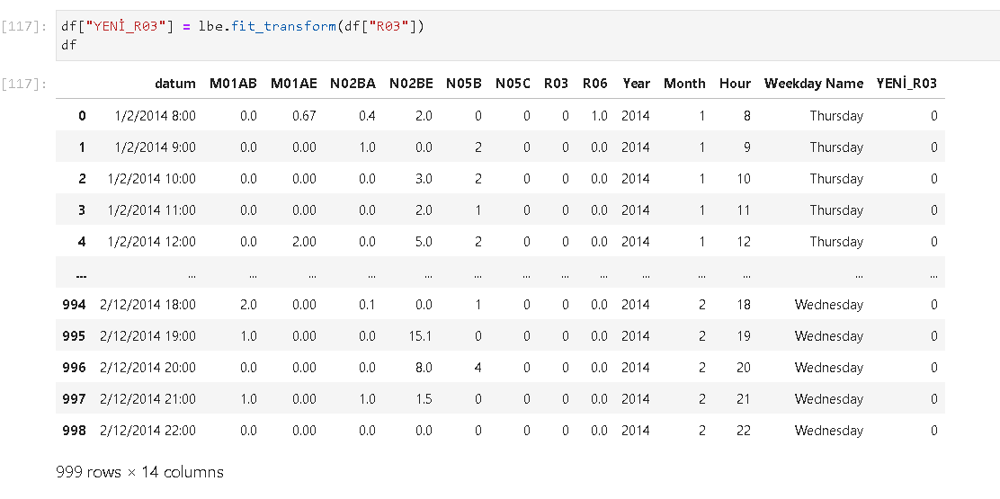 [117]: df["YENİ_R03"] = lbe.fit_transform(df["R03"])
df
[117]: datum M01AB M01AE N02BA N02BE N05B N05C R03 R06 Year Month Hour Weekday Name YENİ_R03
0 1/2/2014 8:00 0.0 0.67 0.4 2.0 0 0 0 1.0 2014 1 8 Thursday 0
1 1/2/2014 9:00 0.0 0.00 1.0 0.0 2 0 0 0.0 2014 1 9 Thursday 0
2 1/2/2014 10:00 0.0 0.00 0.0 3.0 2 0 0 0.0 2014 1 10 Thursday 0
3 1/2/2014 11:00 0.0 0.00 0.0 2.0 1 0 0 0.0 2014 1 11 Thursday 0
4 1/2/2014 12:00 0.0 2.00 0.0 5.0 2 0 0 0.0 2014 1 12 Thursday 0
... ... ... ... ... ... ... ... ... ... ... ... ... ... ...
994 2/12/2014 18:00 2.0 0.00 0.1 0.0 1 0 0 0.0 2014 2 18 Wednesday 0
995 2/12/2014 19:00 1.0 0.00 0.0 15.1 0 0 0 0.0 2014 2 19 Wednesday 0
996 2/12/2014 20:00 0.0 0.00 0.0 8.0 4 0 0 0.0 2014 2 20 Wednesday 0
997 2/12/2014 21:00 1.0 0.00 1.0 1.5 0 0 0 0.0 2014 2 21 Wednesday 0
998 2/12/2014 22:00 0.0 0.00 0.0 0.0 0 0 0 0.0 2014 2 22 Wednesday 0
999 rows × 14 columns